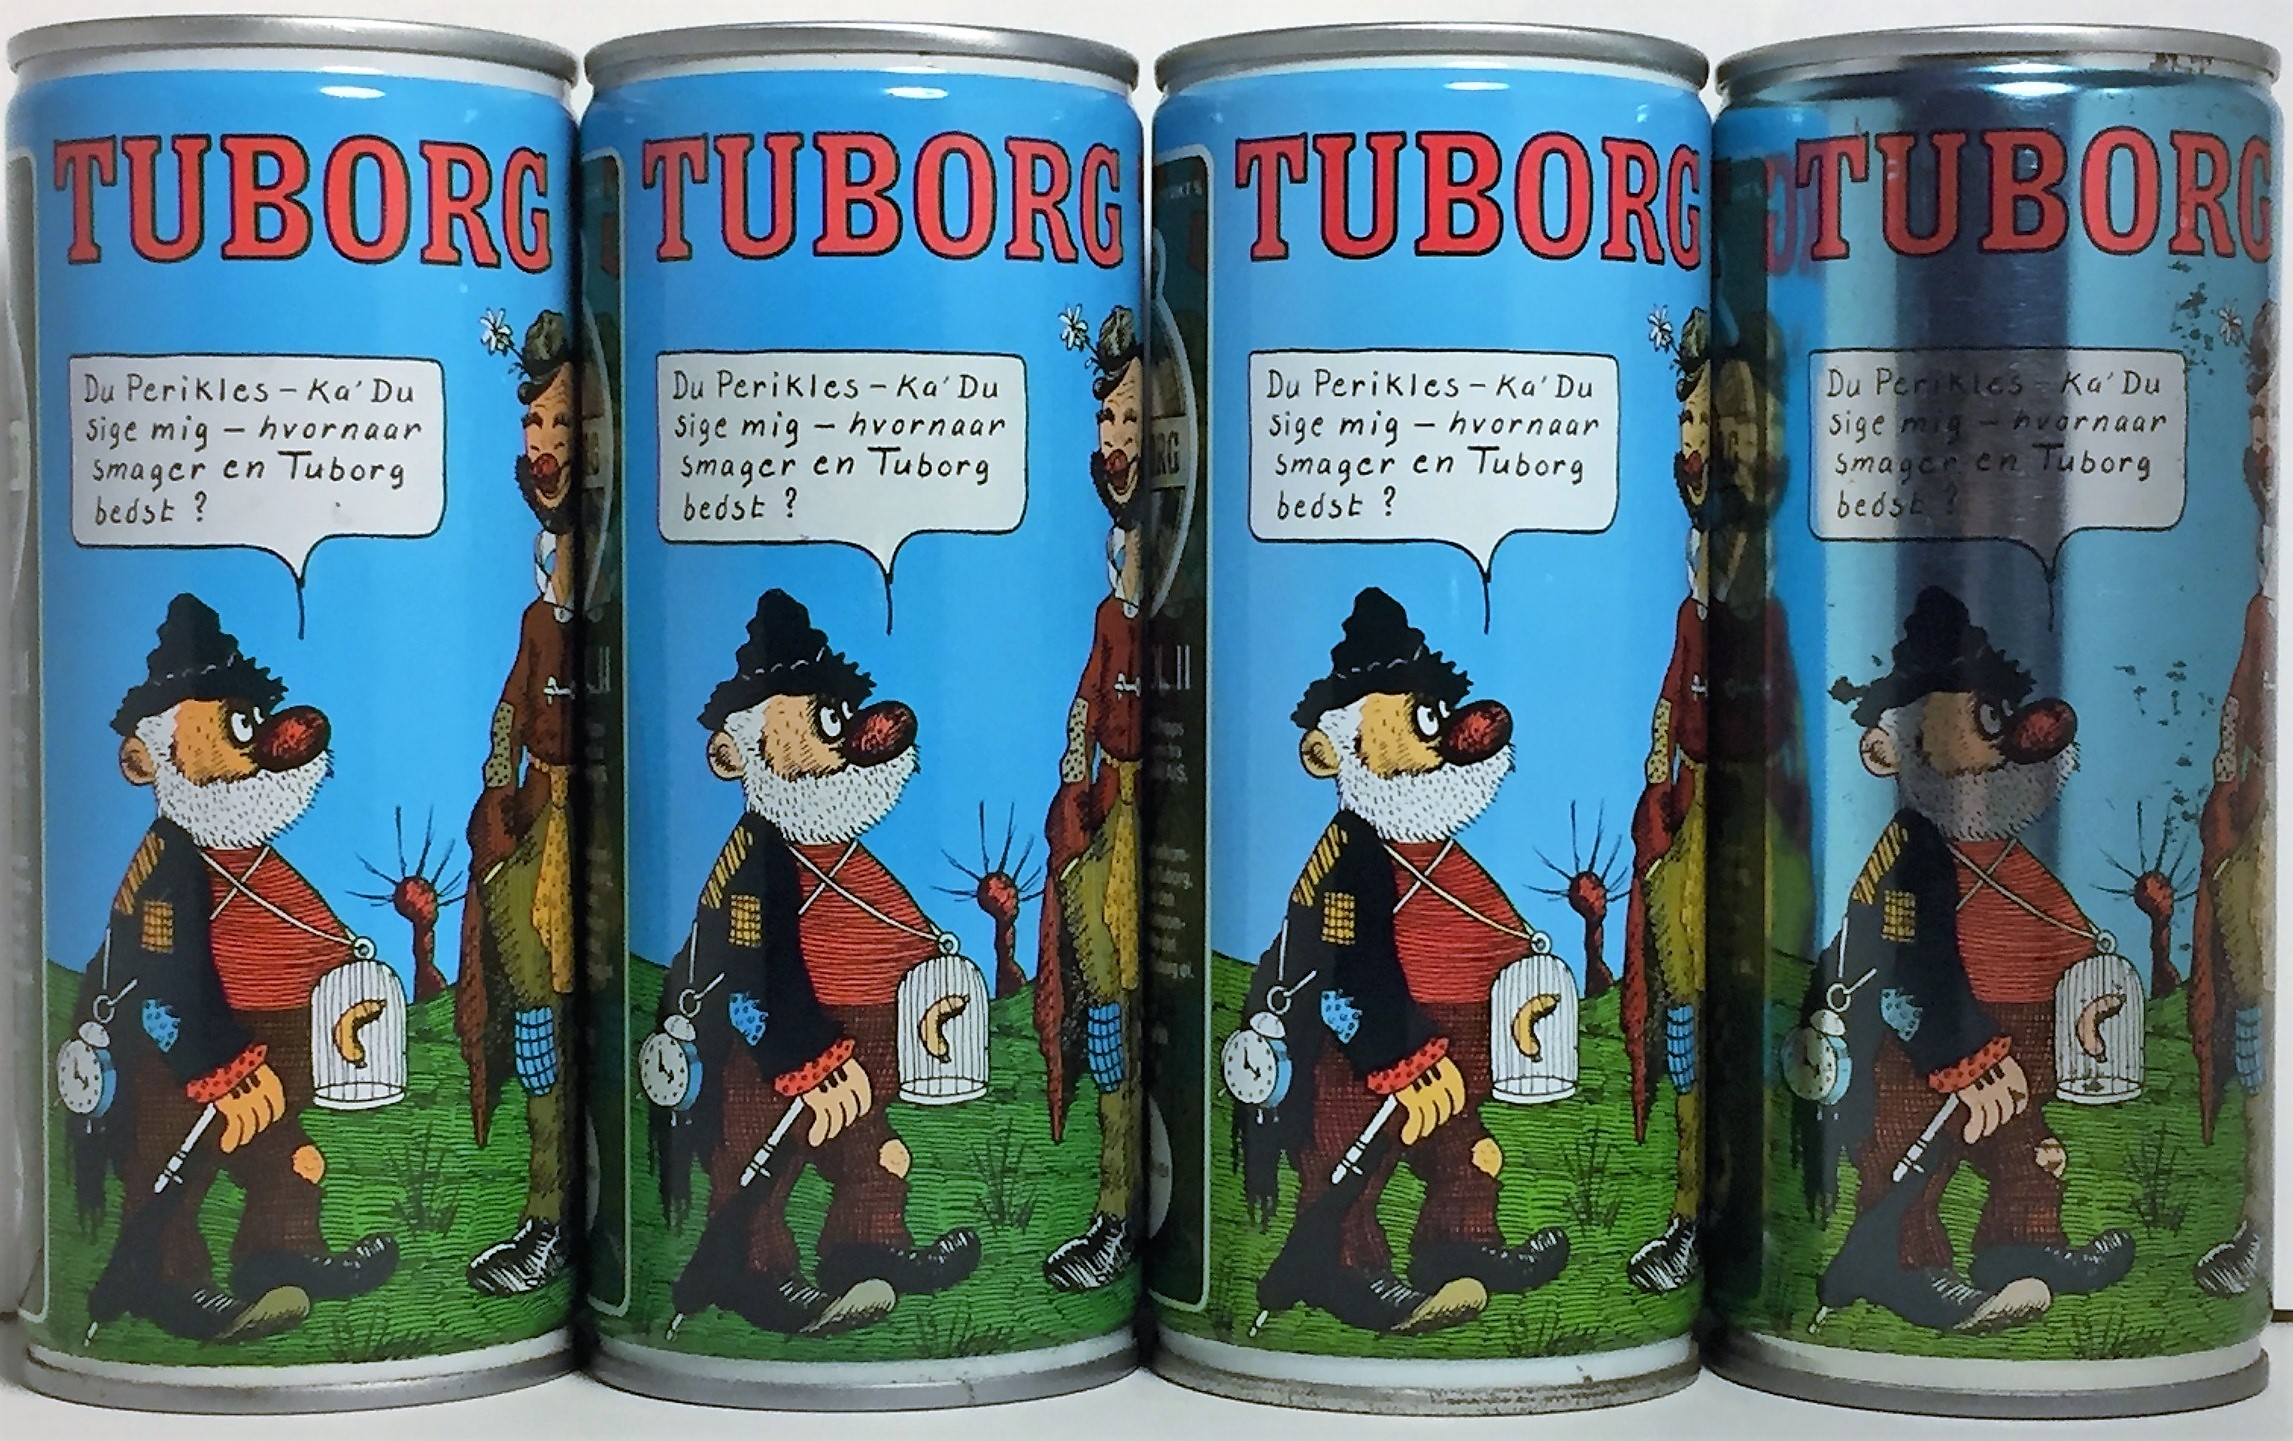 TUBORG
Du Perikles – Ka' Du
sige mig – hvornaar
smager en Tuborg
bedst ?
TUBORG
Du Perikles – Ka' Du
sige mig – hvornaar
smager en Tuborg
bedst ?
TUBORG
Du Perikles – Ka' Du
sige mig – hvornaar
smager en Tuborg
bedst ?
TUBORG
Du Perikles – Ka' Du
sige mig – hvornaar
smager en Tuborg
bedst ?